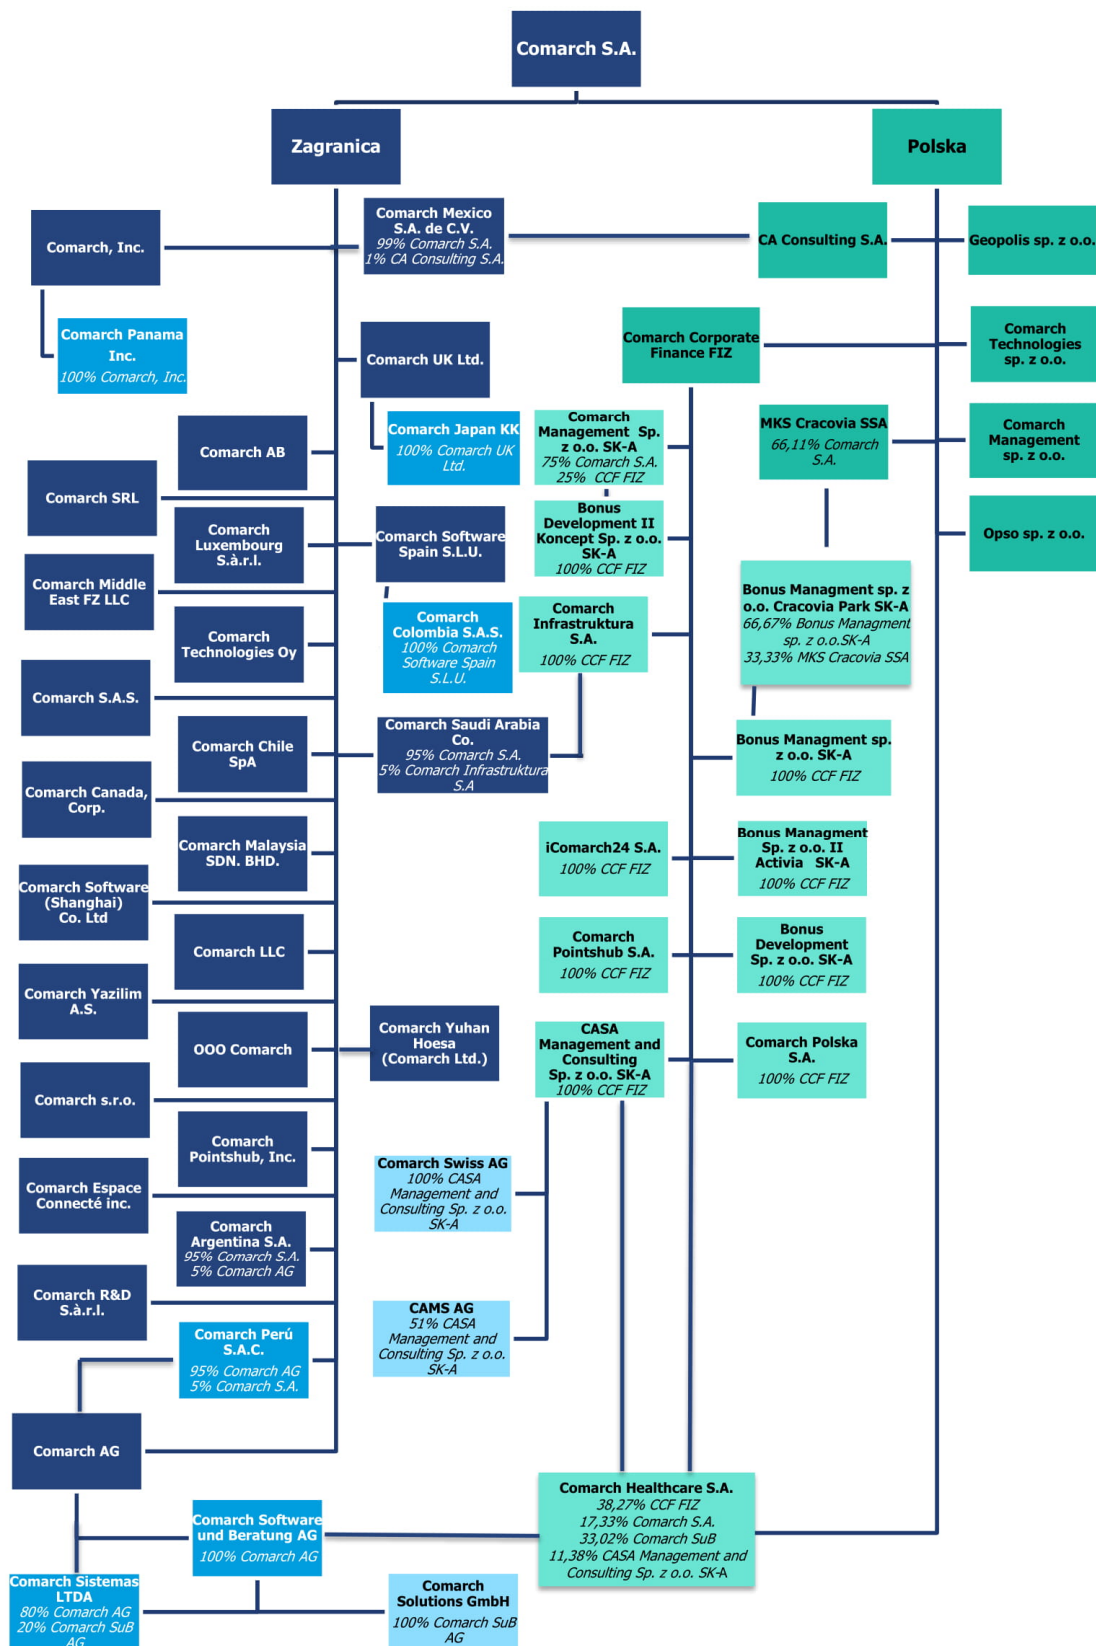 Comarch S.A.
Zagranica
Polska
Comarch, Inc.
Comarch Mexico
S.A. de C.V.
99% Comarch S.A.
1% CA Consulting S.A.
CA Consulting S.A.
Geopolis sp. z o.o.
Comarch Panama
Inc.
100% Comarch, Inc.
Comarch UK Ltd.
Comarch Corporate
Finance FIZ
Comarch
Technologies
sp. z o.o.
Comarch AB
Comarch Japan KK
100% Comarch UK
Ltd.
Comarch
Management Sp.
z o.o. SK-A
75% Comarch S.A.
25% CCF FIZ
MKS Cracovia SSA
66,11% Comarch
S.A.
Comarch
Management
sp. z o.o.
Comarch SRL
Comarch
Luxembourg
S.à.r.l.
Comarch Software
Spain S.L.U.
Bonus
Development II
Koncept Sp. z o.o.
SK-A
100% CCF FIZ
Opso sp. z o.o.
Comarch Middle
East FZ LLC
Comarch
Technologies Oy
Comarch
Colombia S.A.S.
100% Comarch
Software Spain
S.L.U.
Comarch
Infrastruktura
S.A.
100% CCF FIZ
Bonus Managment sp. z
o.o. Cracovia Park SK-A
66,67% Bonus Managment
sp. z o.o.SK-A
33,33% MKS Cracovia SSA
Comarch S.A.S.
Comarch Chile
SpA
Comarch Saudi Arabia
Co.
95% Comarch S.A.
5% Comarch Infrastruktura
S.A
Bonus Managment sp.
z o.o. SK-A
100% CCF FIZ
Comarch Canada,
Corp.
Comarch Malaysia
SDN. BHD.
iComarch24 S.A.
100% CCF FIZ
Bonus Managment
Sp. z o.o. II
Activia SK-A
100% CCF FIZ
Comarch Software
(Shanghai)
Co. Ltd
Comarch LLC
Comarch
Pointshub S.A.
100% CCF FIZ
Bonus
Development
Sp. z o.o. SK-A
100% CCF FIZ
Comarch Yazilim
A.S.
OOO Comarch
Comarch Yuhan
Hoesa
(Comarch Ltd.)
CASA
Management and
Consulting
Sp. z o.o. SK-A
100% CCF FIZ
Comarch Polska
S.A.
100% CCF FIZ
Comarch s.r.o.
Comarch
Pointshub, Inc.
Comarch Swiss AG
100% CASA
Management and
Consulting Sp. z o.o.
SK-A
Comarch Espace
Connecté inc.
Comarch
Argentina S.A.
95% Comarch S.A.
5% Comarch AG
Comarch R&D
S.à.r.l.
CAMS AG
51% CASA
Management and
Consulting Sp. z o.o.
SK-A
Comarch Perú
S.A.C.
95% Comarch AG
5% Comarch S.A.
Comarch AG
Comarch Healthcare S.A.
38,27% CCF FIZ
17,33% Comarch S.A.
33,02% Comarch SuB
11,38% CASA Management and
Consulting Sp. z o.o. SK-A
Comarch Software
und Beratung AG
100% Comarch AG
Comarch Sistemas
LTDA
80% Comarch AG
20% Comarch SuB
AG
Comarch
Solutions GmbH
100% Comarch SuB
AG